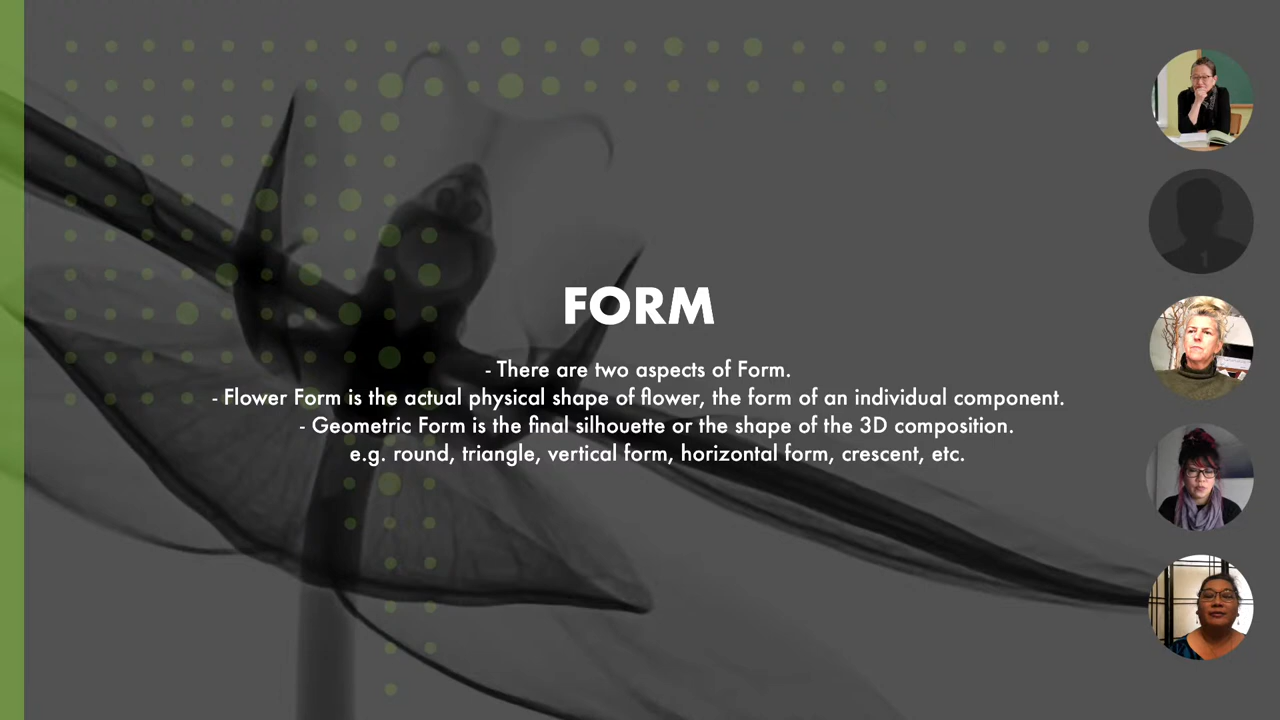 FORM
- There are two aspects of Form.
- Flower Form is the actual physical shape of flower, the form of an individual component.
- Geometric Form is the final silhouette or the shape of the 3D composition.
e.g. round, triangle, vertical form, horizontal form, crescent, etc.